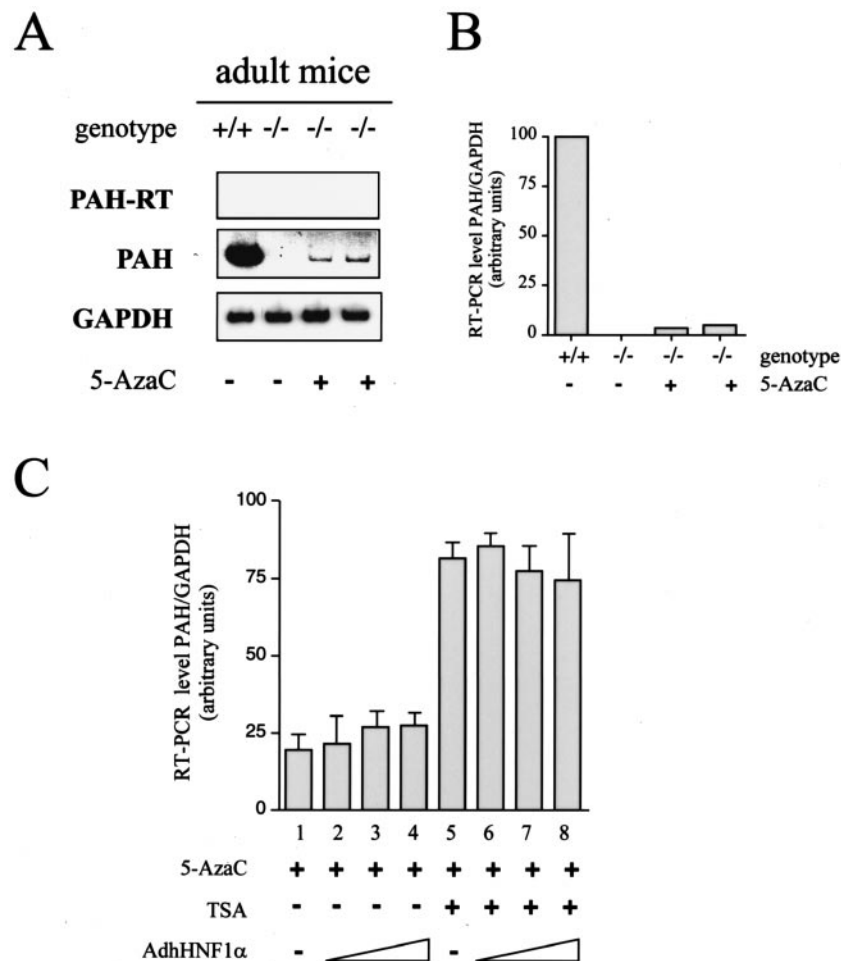 A
adult mice
genotype +/+ -/- -/- -/-
PAH-RT
PAH
GAPDH
5-AzaC - - + +
B
RT-PCR level PAH/GAPDH
(arbitrary units)
100
75
50
25
0
+/+ -/- -/- -/- genotype
- - + + 5-AzaC
C
RT-PCR level PAH/GAPDH
(arbitrary units)
100
75
50
25
0
1 2 3 4 5 6 7 8
5-AzaC + + + + + + + +
TSA - - - - + + + +
AdhHNF1α - -